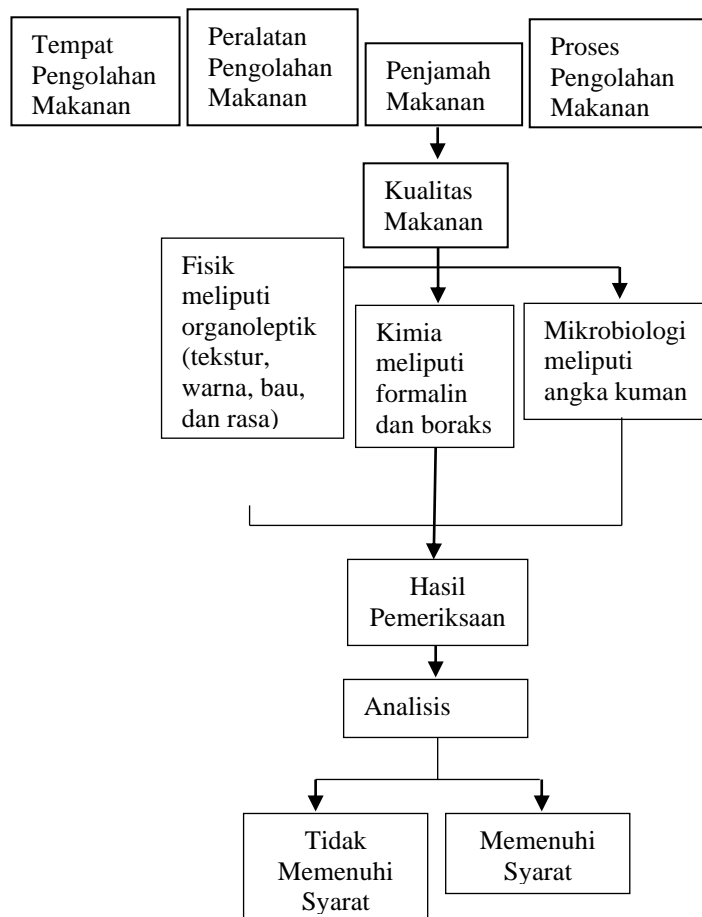 Tempat
Pengolahan
Makanan
Peralatan
Pengolahan
Makanan
Penjamah
Makanan
Proses
Pengolahan
Makanan
Kualitas
Makanan
Fisik
meliputi
organoleptik
(tekstur,
warna, bau,
dan rasa)
Kimia
meliputi
formalin
dan boraks
Mikrobiologi
meliputi
angka kuman
Hasil
Pemeriksaan
Analisis
Tidak
Memenuhi
Syarat
Memenuhi
Syarat